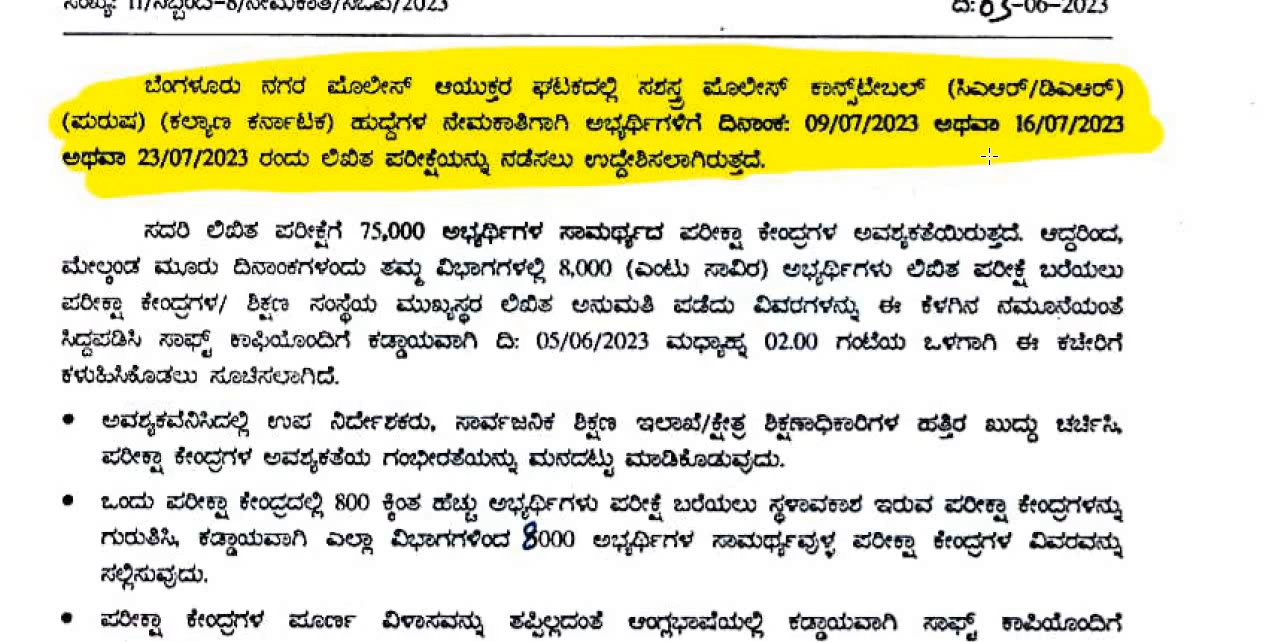 ಸಂಖ್ಯೆ: 11/ಸಿಬ್ಬಂದಿ-8/ನೇಮಕಾತಿ/ನಪೊಆ/2023 ದಿ:03-06-2023
ಬೆಂಗಳೂರು ನಗರ ಪೊಲೀಸ್ ಆಯುಕ್ತರ ಘಟಕದಲ್ಲಿ ಸಶಸ್ತ್ರ ಪೊಲೀಸ್ ಕಾನ್ಸ್‌ಟೇಬಲ್ (ಸಿಎಆರ್/ಡಿಎಆರ್)
(ಪುರುಷ) (ಕಲ್ಯಾಣ ಕರ್ನಾಟಕ) ಹುದ್ದೆಗಳ ನೇಮಕಾತಿಗಾಗಿ ಅಭ್ಯರ್ಥಿಗಳಿಗೆ ದಿನಾಂಕ: 09/07/2023 ಅಥವಾ 16/07/2023
ಅಥವಾ 23/07/2023 ರಂದು ಲಿಖಿತ ಪರೀಕ್ಷೆಯನ್ನು ನಡೆಸಲು ಉದ್ದೇಶಿಸಲಾಗಿರುತ್ತದೆ.
ಸದರಿ ಲಿಖಿತ ಪರೀಕ್ಷೆಗೆ 75,000 ಅಭ್ಯರ್ಥಿಗಳ ಸಾಮರ್ಥ್ಯದ ಪರೀಕ್ಷಾ ಕೇಂದ್ರಗಳ ಅವಶ್ಯಕತೆಯಿರುತ್ತದೆ. ಆದ್ದರಿಂದ,
ಮೇಲ್ಕಂಡ ಮೂರು ದಿನಾಂಕಗಳಂದು ತಮ್ಮ ವಿಭಾಗಗಳಲ್ಲಿ 8,000 (ಎಂಟು ಸಾವಿರ) ಅಭ್ಯರ್ಥಿಗಳು ಲಿಖಿತ ಪರೀಕ್ಷೆ ಬರೆಯಲು
ಪರೀಕ್ಷಾ ಕೇಂದ್ರಗಳ/ ಶಿಕ್ಷಣ ಸಂಸ್ಥೆಯ ಮುಖ್ಯಸ್ಥರ ಲಿಖಿತ ಅನುಮತಿ ಪಡೆದು ವಿವರಗಳನ್ನು ಈ ಕೆಳಗಿನ ನಮೂನೆಯಂತೆ
ಸಿದ್ದಪಡಿಸಿ ಸಾಫ್ಟ್ ಕಾಪಿಯೊಂದಿಗೆ ಕಡ್ಡಾಯವಾಗಿ ದಿ: 05/06/2023 ಮಧ್ಯಾಹ್ನ 02.00 ಗಂಟೆಯ ಒಳಗಾಗಿ ಈ ಕಚೇರಿಗೆ
ಕಳುಹಿಸಿಕೊಡಲು ಸೂಚಿಸಲಾಗಿದೆ.
• ಅವಶ್ಯಕವೆನಿಸಿದಲ್ಲಿ ಉಪ ನಿರ್ದೇಶಕರು, ಸಾರ್ವಜನಿಕ ಶಿಕ್ಷಣ ಇಲಾಖೆ/ಕ್ಷೇತ್ರ ಶಿಕ್ಷಣಾಧಿಕಾರಿಗಳ ಹತ್ತಿರ ಖುದ್ದು ಚರ್ಚಿಸಿ,
ಪರೀಕ್ಷಾ ಕೇಂದ್ರಗಳ ಅವಶ್ಯಕತೆಯ ಗಂಭೀರತೆಯನ್ನು ಮನದಟ್ಟು ಮಾಡಿಕೊಡುವುದು.
• ಒಂದು ಪರೀಕ್ಷಾ ಕೇಂದ್ರದಲ್ಲಿ 800 ಕ್ಕಿಂತ ಹೆಚ್ಚು ಅಭ್ಯರ್ಥಿಗಳು ಪರೀಕ್ಷೆ ಬರೆಯಲು ಸ್ಥಳಾವಕಾಶ ಇರುವ ಪರೀಕ್ಷಾ ಕೇಂದ್ರಗಳನ್ನು
ಗುರುತಿಸಿ, ಕಡ್ಡಾಯವಾಗಿ ಎಲ್ಲಾ ವಿಭಾಗಗಳಿಂದ 8000 ಅಭ್ಯರ್ಥಿಗಳ ಸಾಮರ್ಥ್ಯವುಳ್ಳ ಪರೀಕ್ಷಾ ಕೇಂದ್ರಗಳ ವಿವರವನ್ನು
ಸಲ್ಲಿಸುವುದು.
• ಪರೀಕ್ಷಾ ಕೇಂದ್ರಗಳ ಪೂರ್ಣ ವಿಳಾಸವನ್ನು ತಪ್ಪಿಲ್ಲದಂತೆ ಆಂಗ್ಲಭಾಷೆಯಲ್ಲಿ ಕಡ್ಡಾಯವಾಗಿ ಸಾಫ್ಟ್ ಕಾಪಿಯೊಂದಿಗೆ